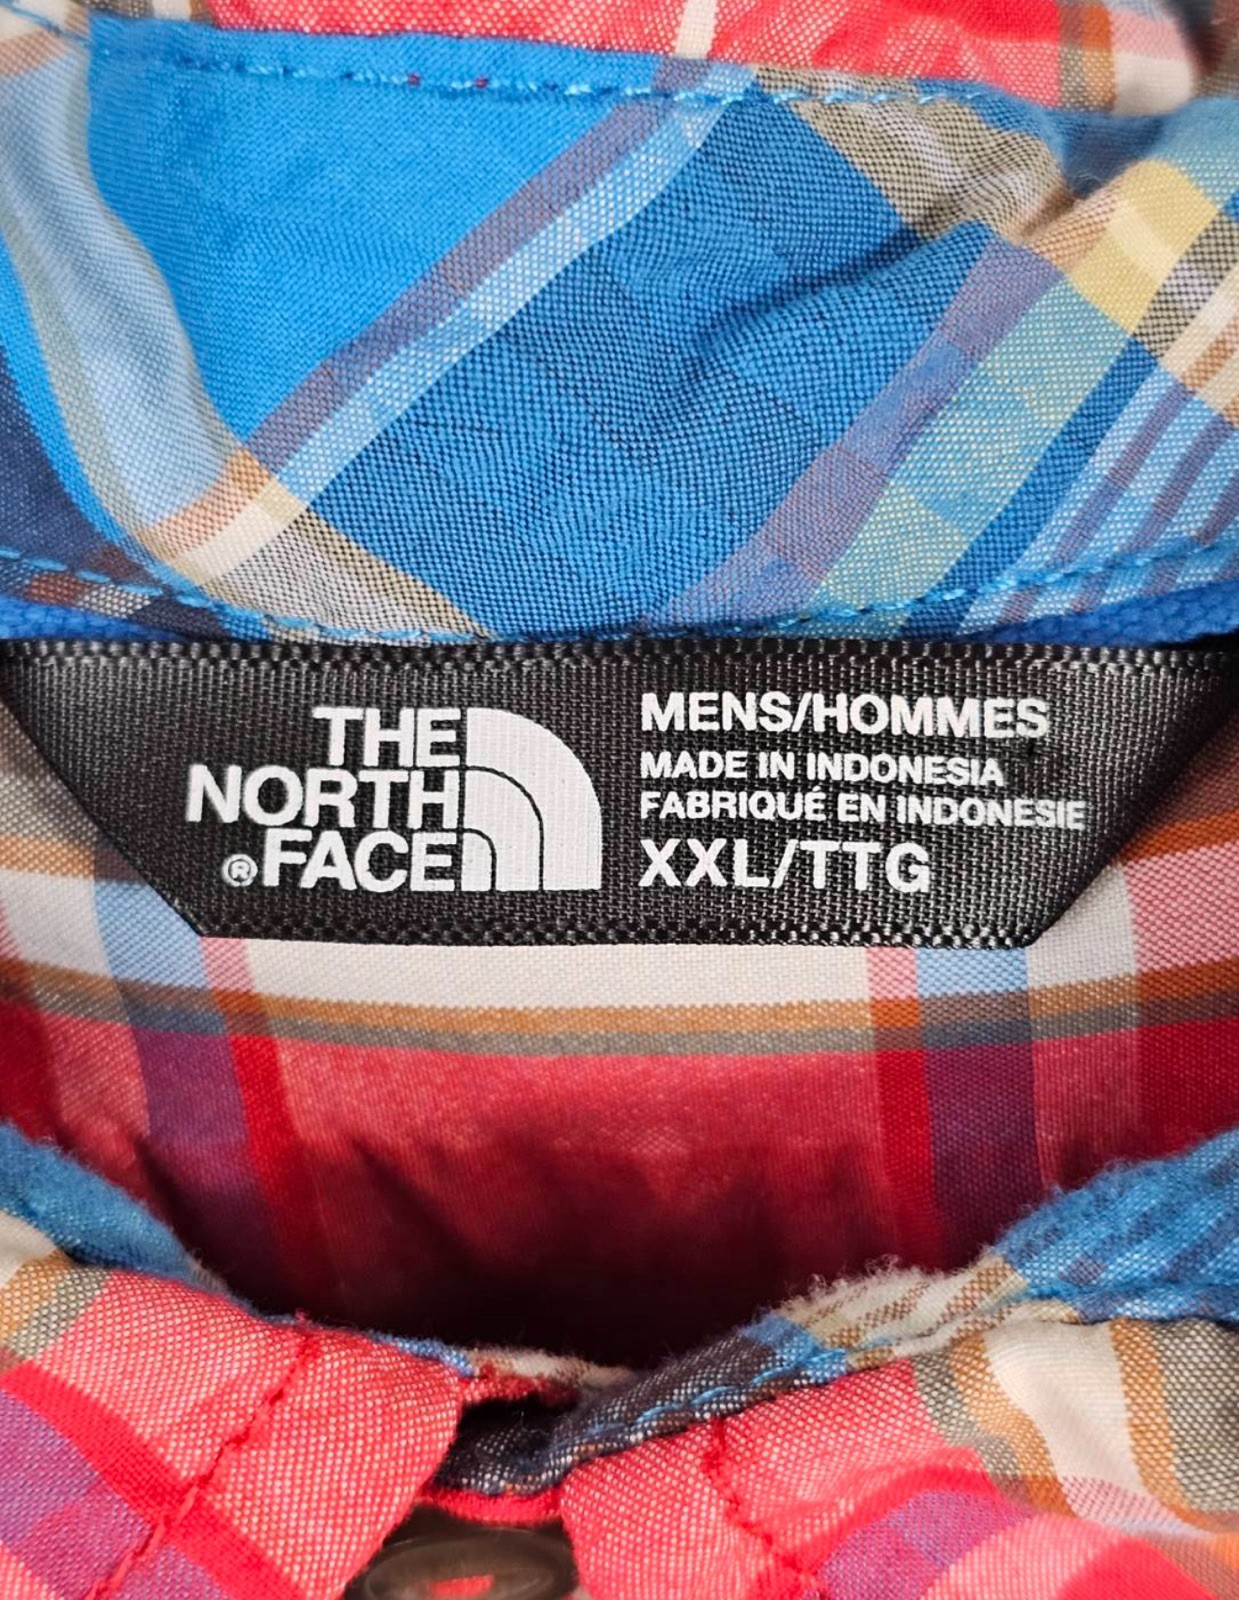 THE
NORTH
®FACE
MENS/HOMMES
MADE IN INDONESIA
FABRIQUÉ EN INDONESIE
XXL/TTG